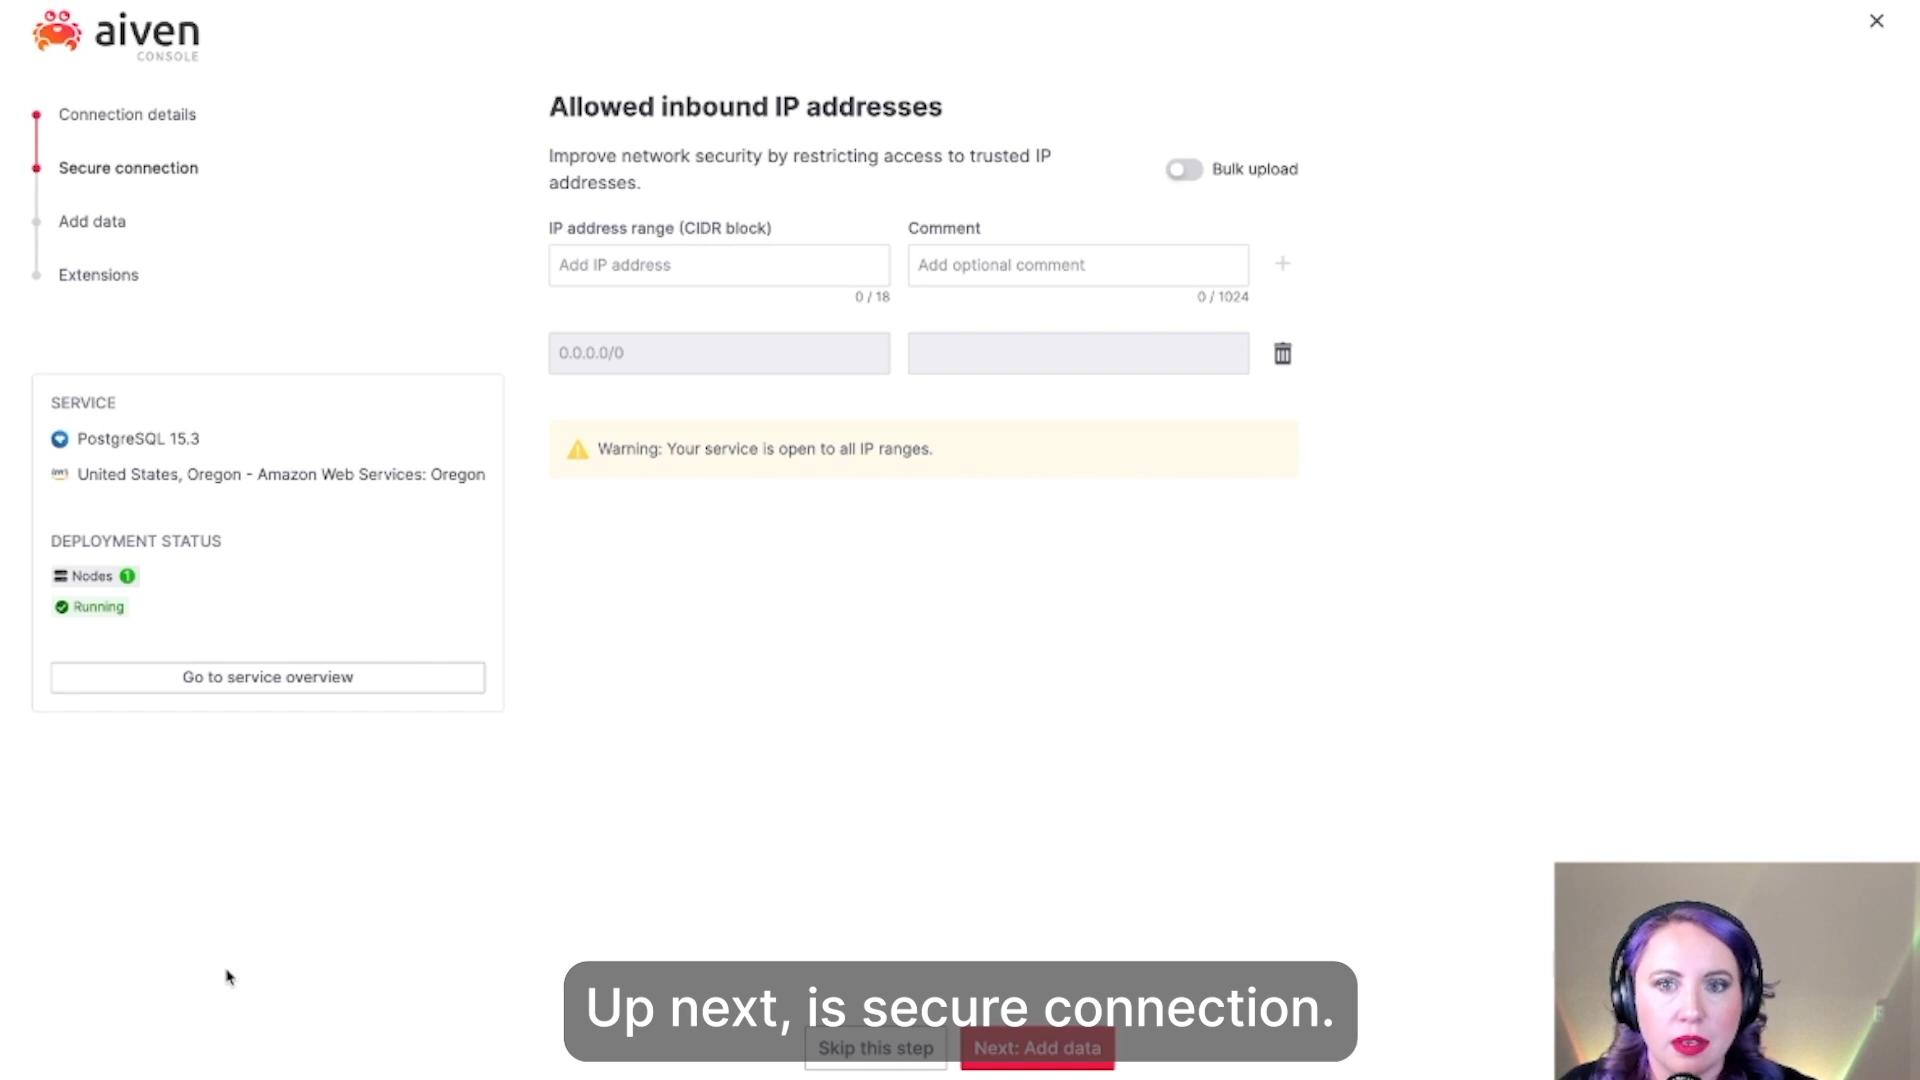 aiven
CONSOLE
Connection details
Secure connection
Add data
Extensions
SERVICE
PostgreSQL 15.3
aws United States, Oregon - Amazon Web Services: Oregon
DEPLOYMENT STATUS
Nodes 1
Running
Go to service overview
Allowed inbound IP addresses
Improve network security by restricting access to trusted IP
addresses.
Bulk upload
IP address range (CIDR block) Comment
Add IP address Add optional comment
0 / 18 0 / 1024
0.0.0.0/0
Warning: Your service is open to all IP ranges.
Up next, is secure connection.
Skip this step Next: Add data